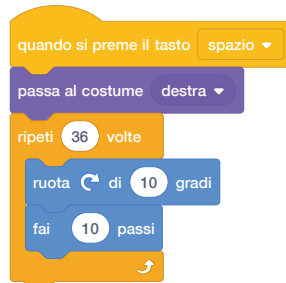 quando si preme il tasto spazio
passa al costume destra
ripeti 36 volte
ruota di 10 gradi
fai 10 passi